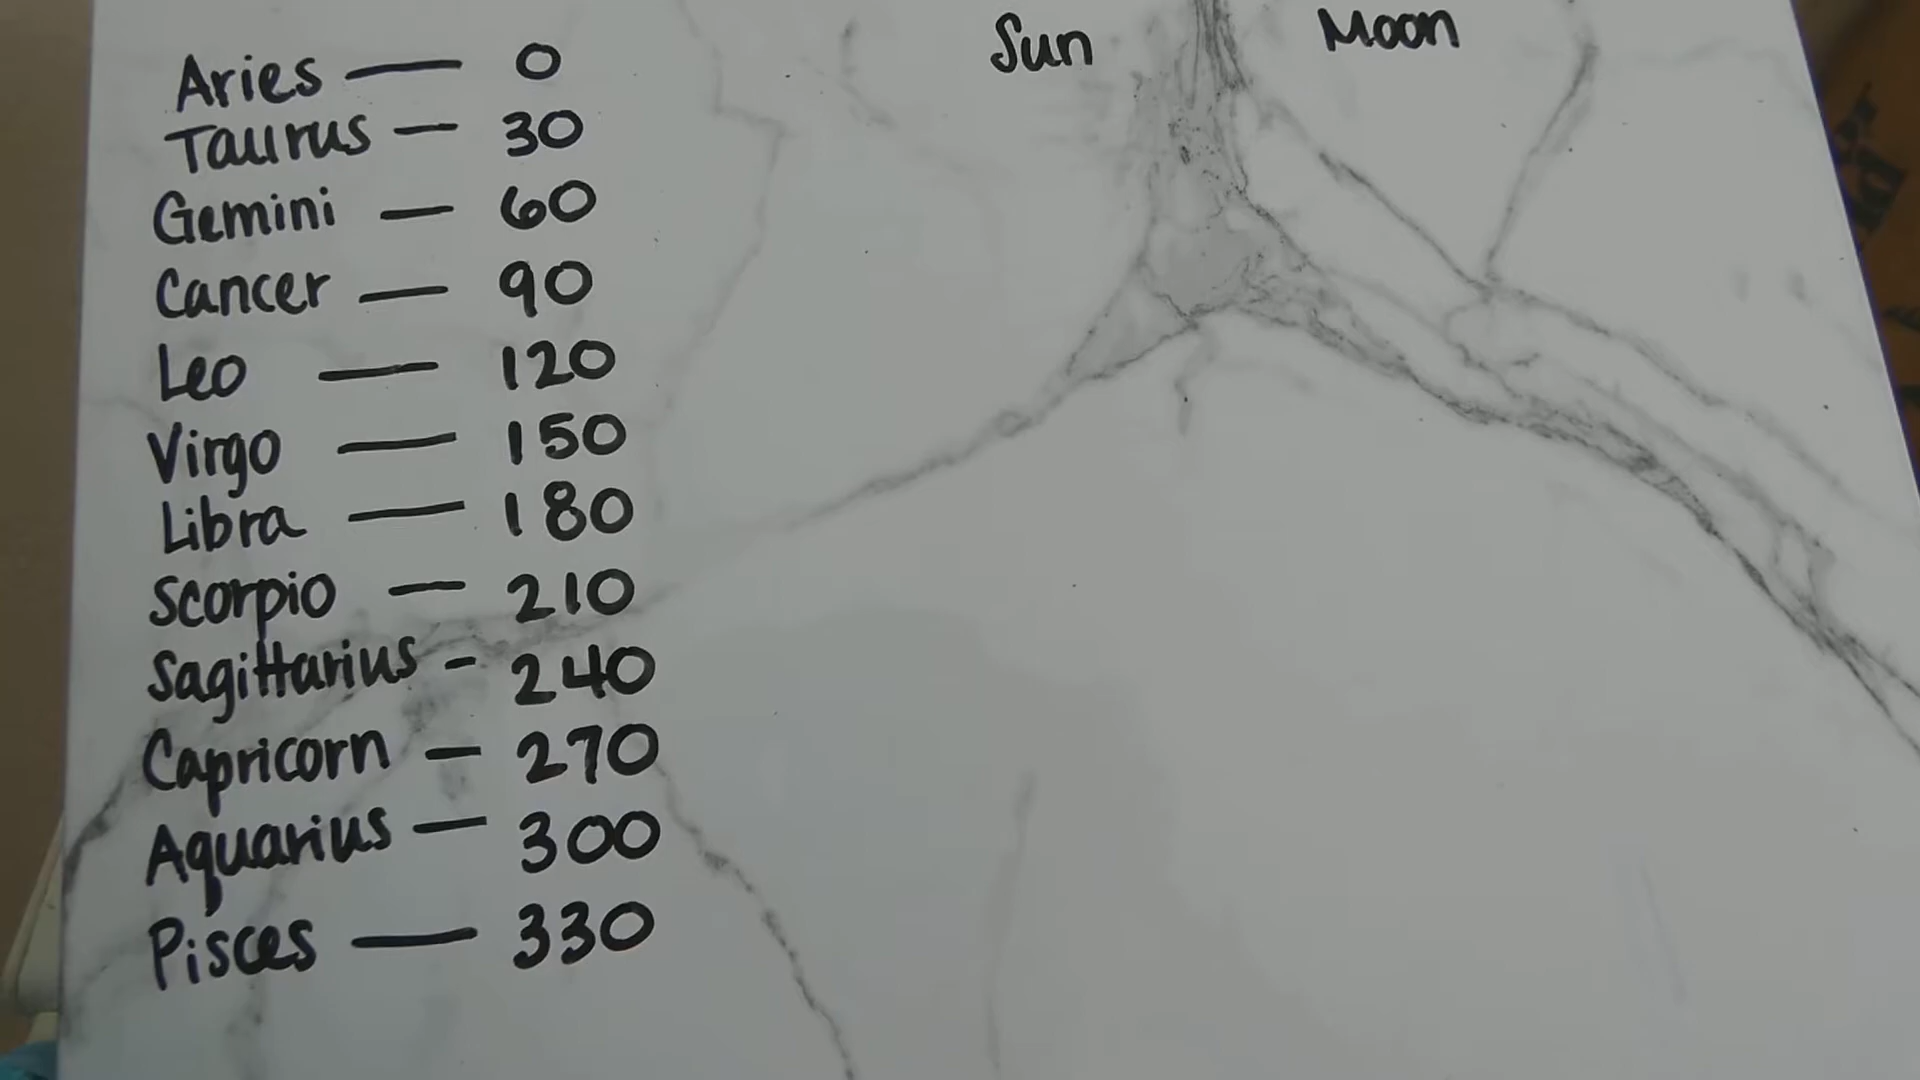 Sun Moon
Aries — 0
Taurus — 30
Gemini — 60
Cancer — 90
Leo — 120
Virgo — 150
Libra — 180
Scorpio — 210
Sagittarius - 240
Capricorn — 270
Aquarius — 300
Pisces — 330